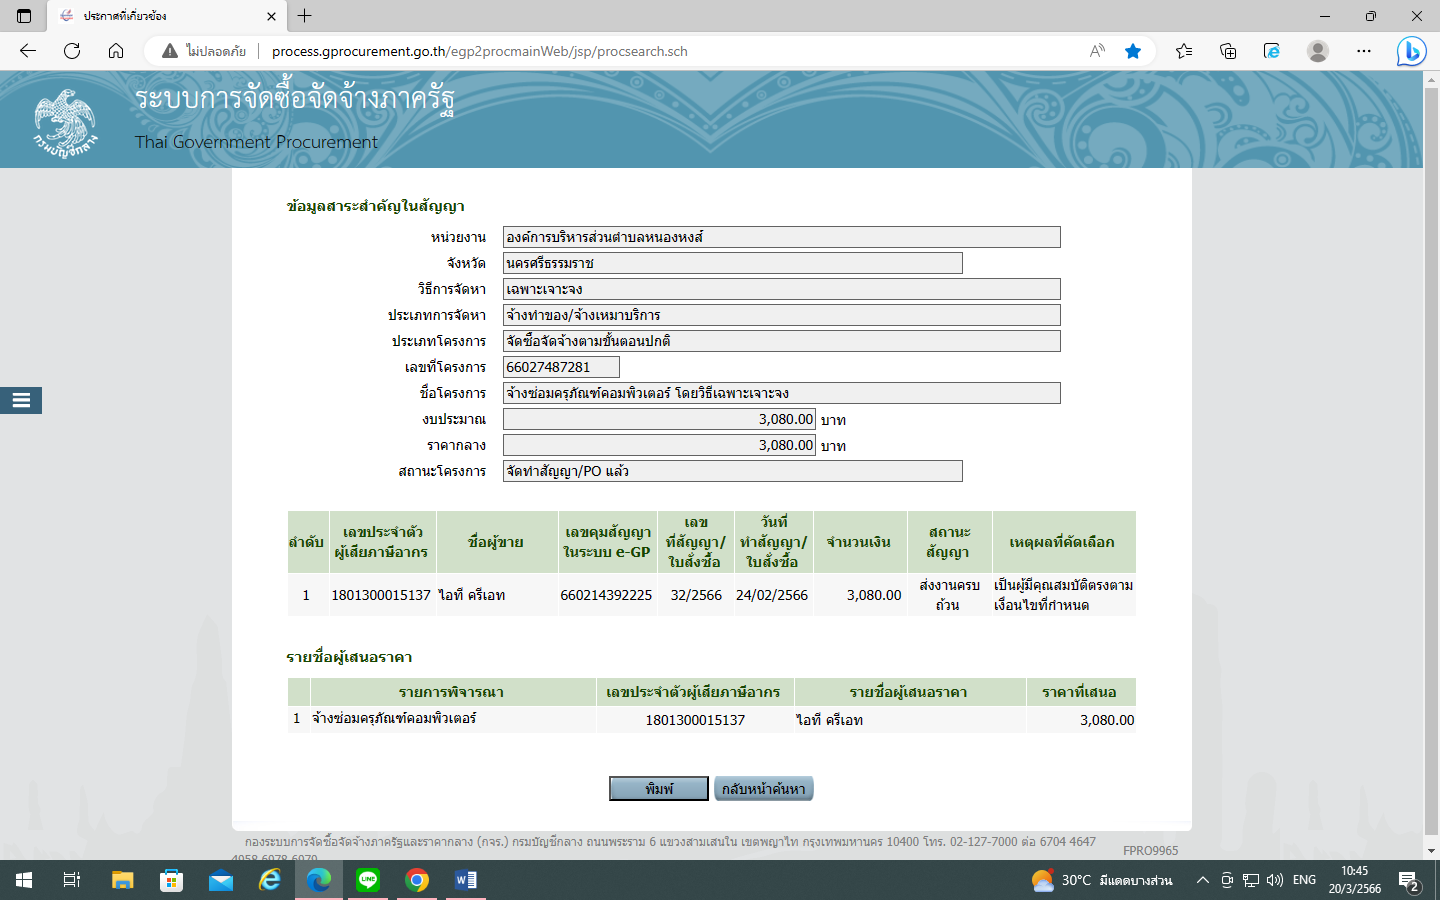 ประกาศที่เกี่ยวข้อง
ไม่ปลอดภัย
process.gprocurement.go.th/egp2procmainWeb/jsp/procsearch.sch
ระบบการจัดซื้อจัดจ้างภาครัฐ
Thai Government Procurement
กรมบัญชีกลาง
ข้อมูลสาระสำคัญในสัญญา
หน่วยงาน องค์การบริหารส่วนตำบลหนองหงส์
จังหวัด นครศรีธรรมราช
วิธีการจัดหา เฉพาะเจาะจง
ประเภทการจัดหา จ้างทำของ/จ้างเหมาบริการ
ประเภทโครงการ จัดซื้อจัดจ้างตามขั้นตอนปกติ
เลขที่โครงการ 66027487281
ชื่อโครงการ จ้างซ่อมครุภัณฑ์คอมพิวเตอร์ โดยวิธีเฉพาะเจาะจง
งบประมาณ 3,080.00 บาท
ราคากลาง 3,080.00 บาท
สถานะโครงการ จัดทำสัญญา/PO แล้ว
ลำดับ เลขประจำตัวผู้เสียภาษีอากร ชื่อผู้ขาย เลขคุมสัญญาในระบบ e-GP เลขที่สัญญา/ใบสั่งซื้อ วันที่ทำสัญญา/ใบสั่งซื้อ จำนวนเงิน สถานะสัญญา เหตุผลที่คัดเลือก
1 1801300015137 ไอที ครีเอท 660214392225 32/2566 24/02/2566 3,080.00 ส่งงานครบถ้วน เป็นผู้มีคุณสมบัติตรงตามเงื่อนไขที่กำหนด
รายชื่อผู้เสนอราคา
รายการพิจารณา เลขประจำตัวผู้เสียภาษีอากร รายชื่อผู้เสนอราคา ราคาที่เสนอ
1 จ้างซ่อมครุภัณฑ์คอมพิวเตอร์ 1801300015137 ไอที ครีเอท 3,080.00
พิมพ์ กลับหน้าค้นหา
กองระบบการจัดซื้อจัดจ้างภาครัฐและราคากลาง (กจร.) กรมบัญชีกลาง ถนนพระราม 6 แขวงสามเสนใน เขตพญาไท กรุงเทพมหานคร 10400 โทร. 02-127-7000 ต่อ 6704 4647
4958 6978 6979
FPRO9965
30°C มีแดดบางส่วน
ENG
10:45
20/3/2566
2